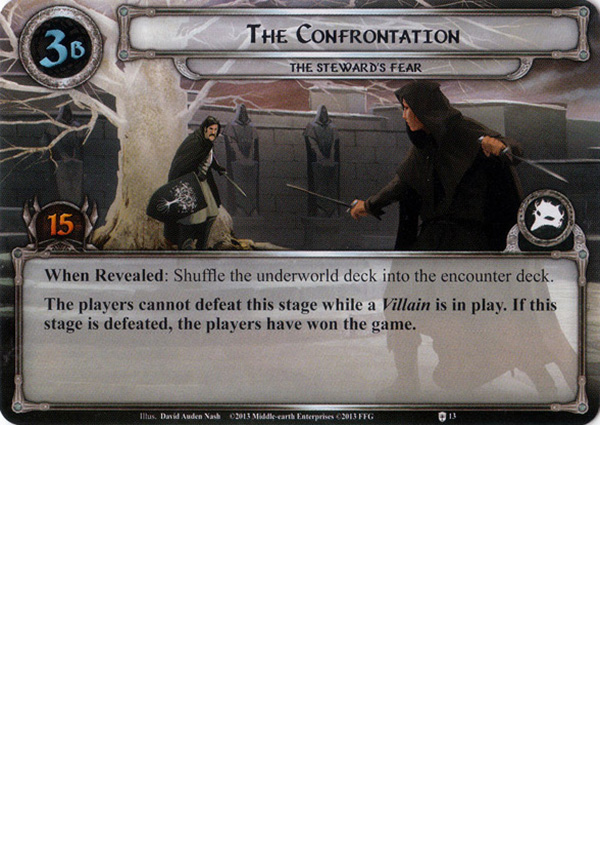 3B
THE CONFRONTATION
THE STEWARD'S FEAR
15
When Revealed: Shuffle the underworld deck into the encounter deck.
The players cannot defeat this stage while a Villain is in play. If this
stage is defeated, the players have won the game.
Illus. David Auden Nash ©2013 Middle-earth Enterprises ©2013 FFG 13